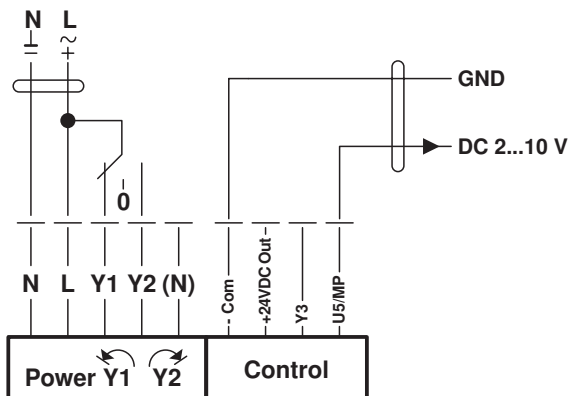 N L
GND
DC 2...10 V
0
N L Y1 Y2 (N)
- Com
+24VDC Out
Y3
U5/MP
Power Y1 Y2
Control